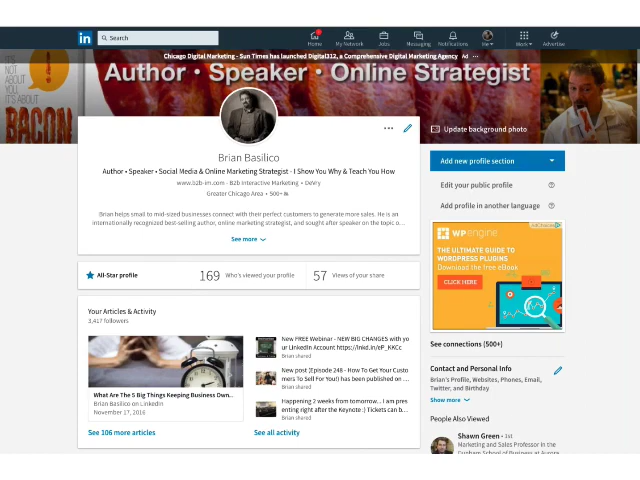 in
Search
Home
My Network
Jobs
Messaging
Notifications
Me
Work
Advertise
Chicago Digital Marketing - Sun Times has launched Digital312, a Comprehensive Digital Marketing Agency Ad ...
IT'S
NOT
ABOUT
YOU,
IT'S ABOUT
BACON
Author • Speaker • Online Strategist
Update background photo
Brian Basilico
Author • Speaker • Social Media & Online Marketing Strategist - I Show You Why & Teach You How
www.b2b-im.com - B2b Interactive Marketing • DeVry
Greater Chicago Area • 500+
Brian helps small to mid-sized businesses connect with their perfect customers to generate more sales. He is an
internationally recognized best-selling author, online marketing strategist, and sought after speaker on the topic o...
See more
Add new profile section
Edit your public profile
Add profile in another language
WP engine
THE ULTIMATE GUIDE TO
WORDPRESS PLUGINS
Download the free eBook
CLICK HERE
AdChoices
All-Star profile
169 Who's viewed your profile
57 Views of your share
Your Articles & Activity
3,417 followers
What Are The 5 Big Things Keeping Business Own...
Brian Basilico on LinkedIn
November 17, 2016
See 106 more articles
New FREE Webinar - NEW BIG CHANGES with yo
ur LinkedIn Account https://lnkd.in/eP_KKCc
Brian shared
New post (Episode 248 - How To Get Your Custo
mers To Sell For You!) has been published on ...
Brian shared
Happening 2 weeks from tomorrow... I am pres
enting right after the Keynote :) Tickets can b...
Brian shared
See all activity
See connections (500+)
Contact and Personal Info
Brian's Profile, Websites, Phones, Email,
Twitter, and Birthday
Show more
People Also Viewed
Shawn Green • 1st
Marketing and Sales Professor in the
Dunham School of Business at Aurora